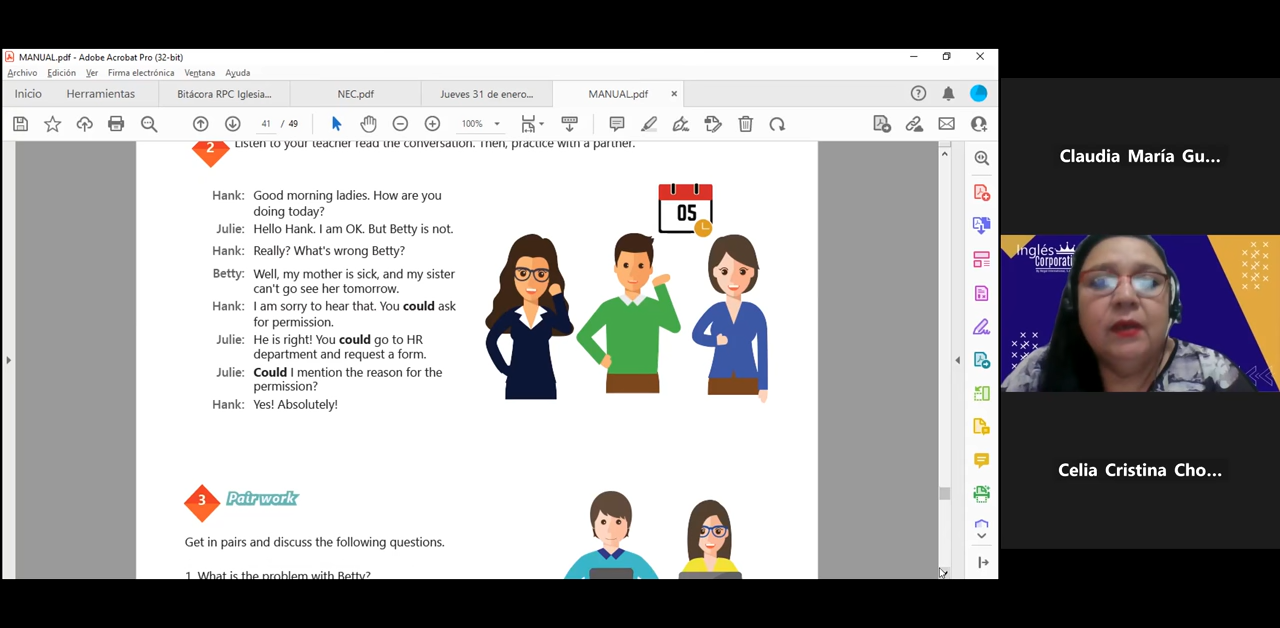 MANUAL.pdf - Adobe Acrobat Pro (32-bit)
Archivo Edición Ver Firma electrónica Ventana Ayuda
Inicio Herramientas Bitácora RPC Iglesia... NEC.pdf Jueves 31 de enero... MANUAL.pdf
41 / 49 100%
2 Listen to your teacher read the conversation. Then, practice with a partner.
Hank: Good morning ladies. How are you
doing today?
Julie: Hello Hank. I am OK. But Betty is not.
Hank: Really? What's wrong Betty?
Betty: Well, my mother is sick, and my sister
can't go see her tomorrow.
Hank: I am sorry to hear that. You could ask
for permission.
Julie: He is right! You could go to HR
department and request a form.
Julie: Could I mention the reason for the
permission?
Hank: Yes! Absolutely!
05
3 Pair work
Get in pairs and discuss the following questions.
1. What is the problem with Betty?
Claudia María Gu...
Inglés
Corporativo
Celia Cristina Cho...